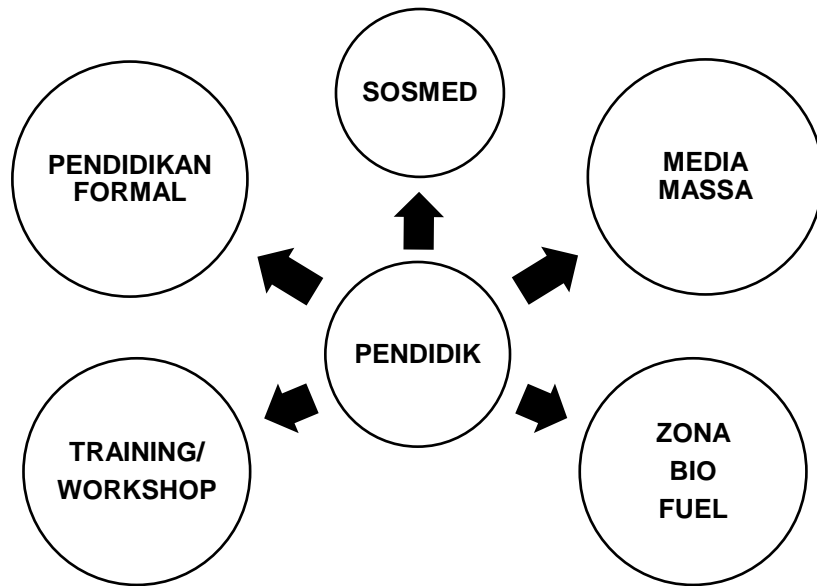 SOSMED
PENDIDIKAN
FORMAL
MEDIA
MASSA
PENDIDIK
TRAINING/
WORKSHOP
ZONA
BIO
FUEL